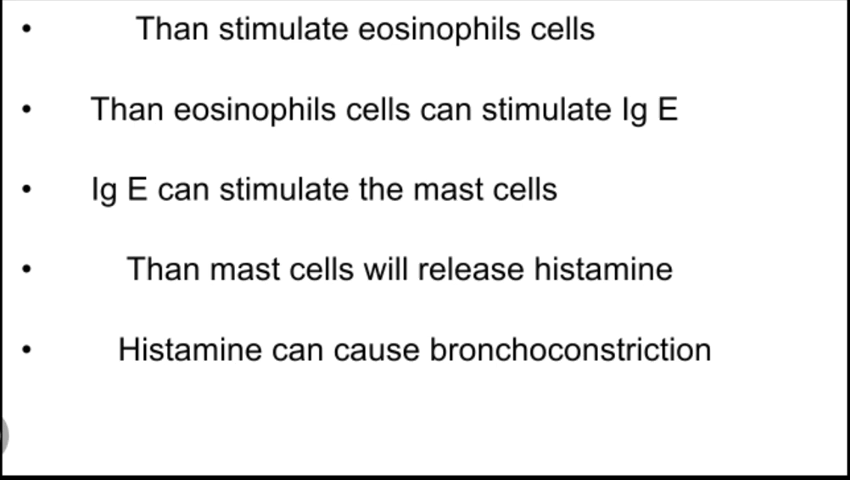 • Than stimulate eosinophils cells
• Than eosinophils cells can stimulate Ig E
• Ig E can stimulate the mast cells
• Than mast cells will release histamine
• Histamine can cause bronchoconstriction